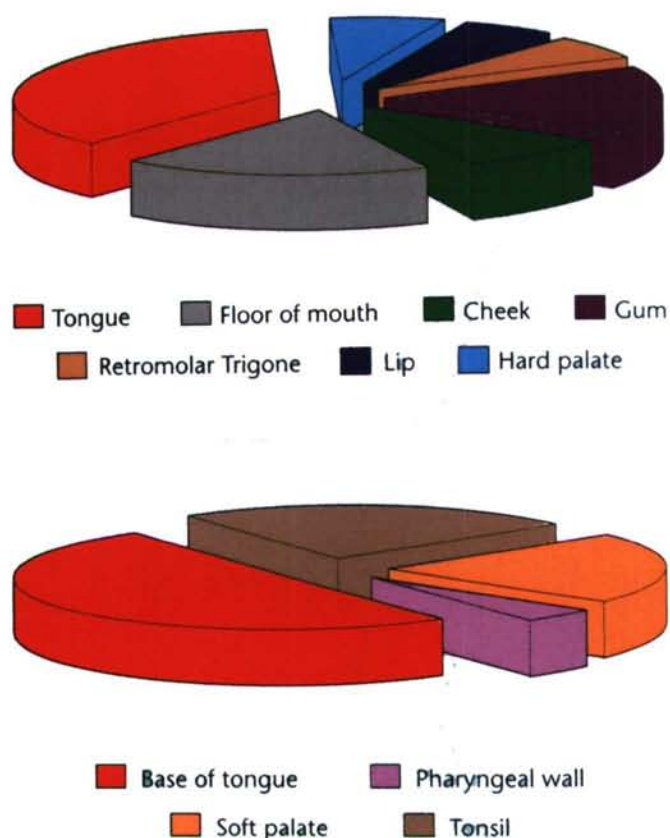 Tongue Floor of mouth Cheek Gum
Retromolar Trigone Lip Hard palate
Base of tongue Pharyngeal wall
Soft palate Tonsil